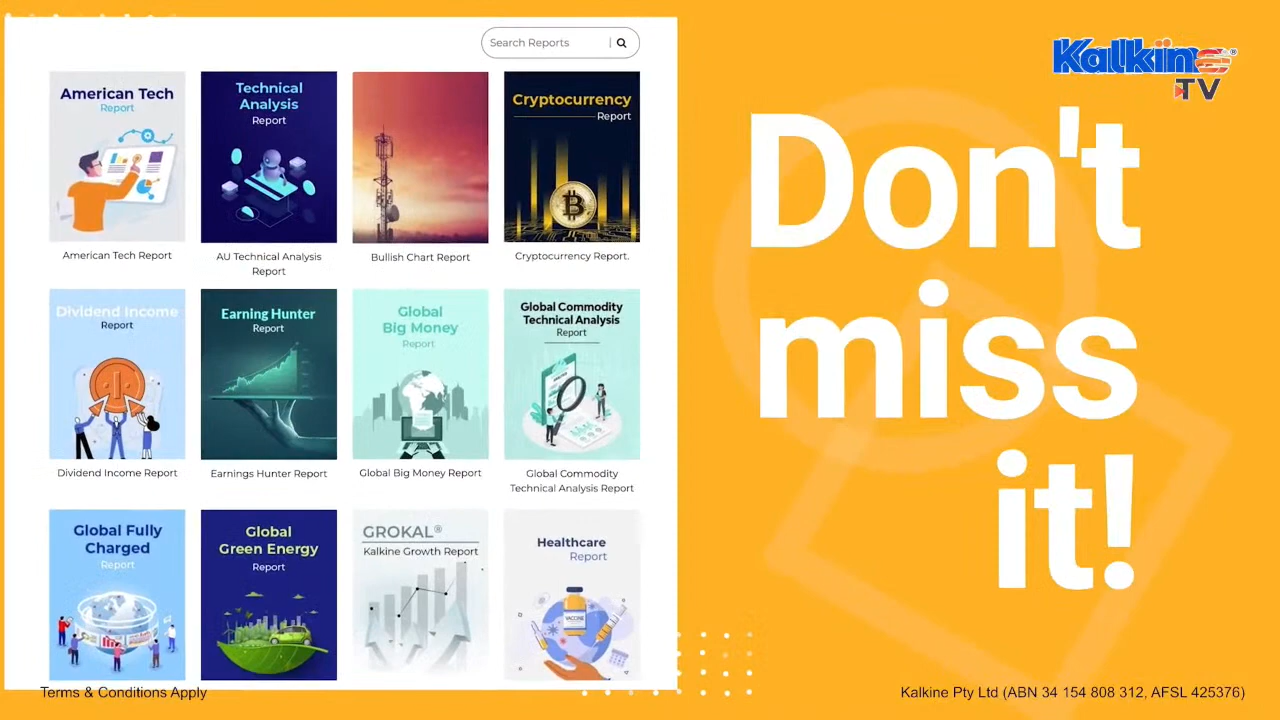 Search Reports
American Tech
Report
American Tech Report
Technical
Analysis
Report
AU Technical Analysis
Report
Bullish Chart Report
Cryptocurrency
Report
Cryptocurrency Report.
Dividend Income
Report
Dividend Income Report
Earning Hunter
Report
Earnings Hunter Report
Global
Big Money
Report
Global Big Money Report
Global Commodity
Technical Analysis
Report
Global Commodity
Technical Analysis Report
Global Fully
Charged
Report
Global
Green Energy
Report
GROKAL®
Kalkine Growth Report
Healthcare
Report
VACCINE
Kalkine®
TV
Don't
miss
it!
Terms & Conditions Apply
Kalkine Pty Ltd (ABN 34 154 808 312, AFSL 425376)